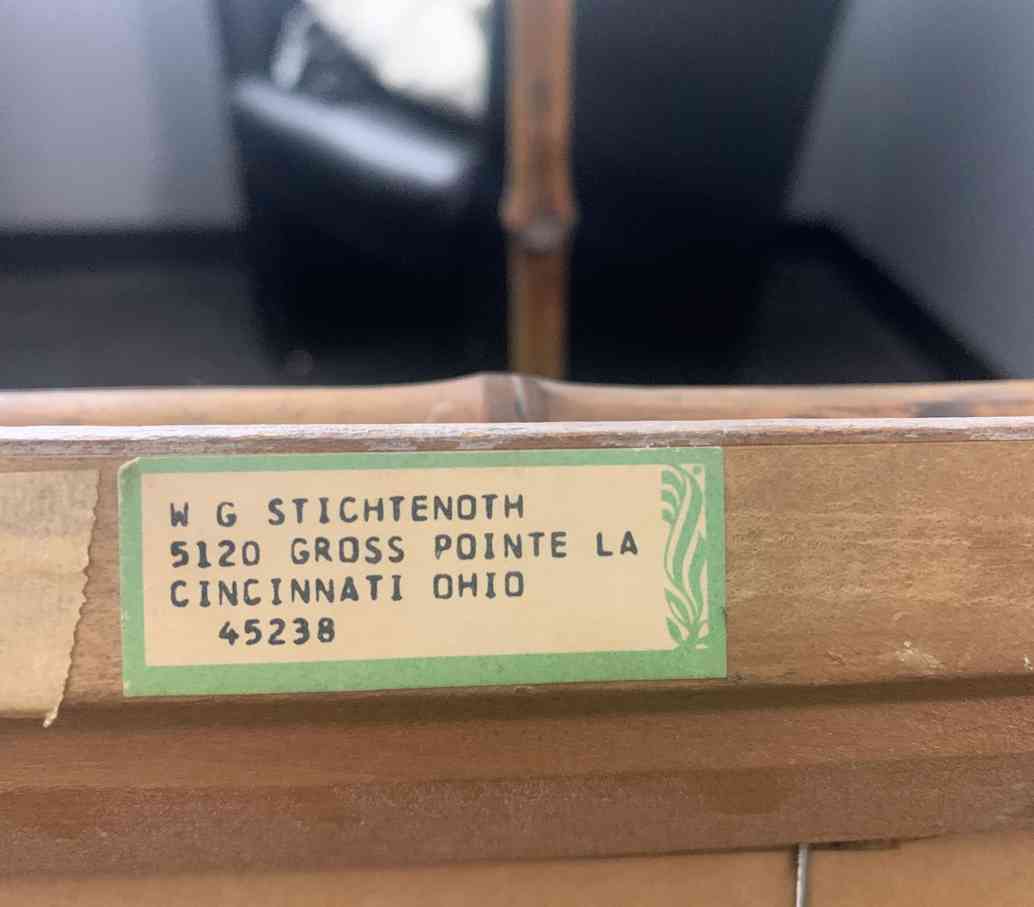 W G STICHTENOTH
5120 GROSS POINTE LA
CINCINNATI OHIO
45238